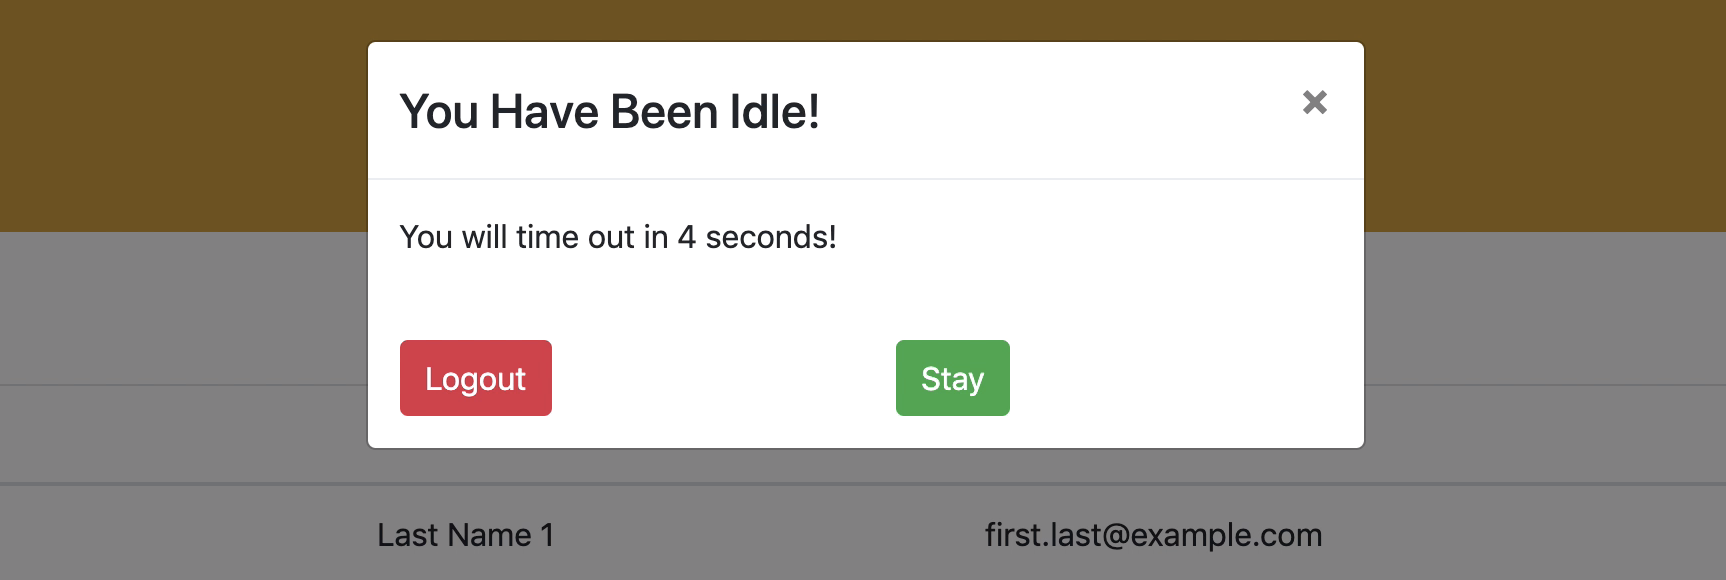 You Have Been Idle!
×
You will time out in 4 seconds!
Logout Stay
Last Name 1 first.last@example.com